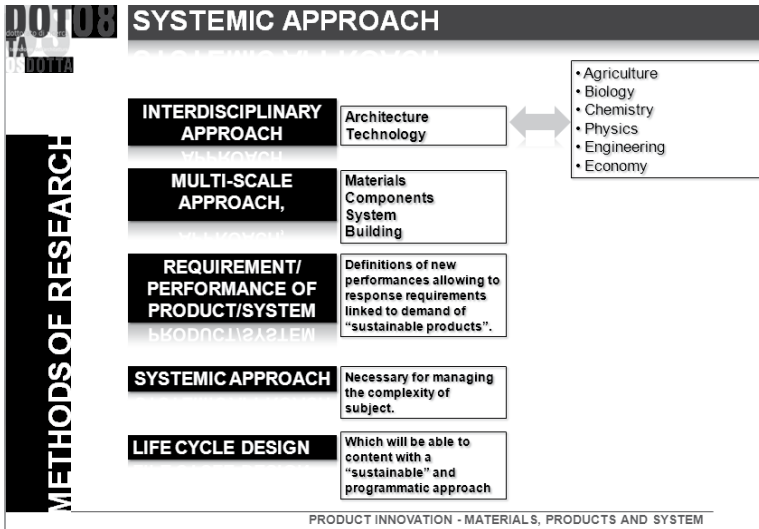 DOT08
TA
OSDOTTA
SYSTEMIC APPROACH
METHODS OF RESEARCH
INTERDISCIPLINARY
APPROACH
Architecture
Technology
• Agriculture
• Biology
• Chemistry
• Physics
• Engineering
• Economy
MULTI-SCALE
APPROACH,
Materials
Components
System
Building
REQUIREMENT/
PERFORMANCE OF
PRODUCT/SYSTEM
Definitions of new
performances allowing to
response requirements
linked to demand of
“sustainable products”.
SYSTEMIC APPROACH
Necessary for managing
the complexity of
subject.
LIFE CYCLE DESIGN
Which will be able to
content with a
“sustainable” and
programmatic approach
PRODUCT INNOVATION - MATERIALS, PRODUCTS AND SYSTEM